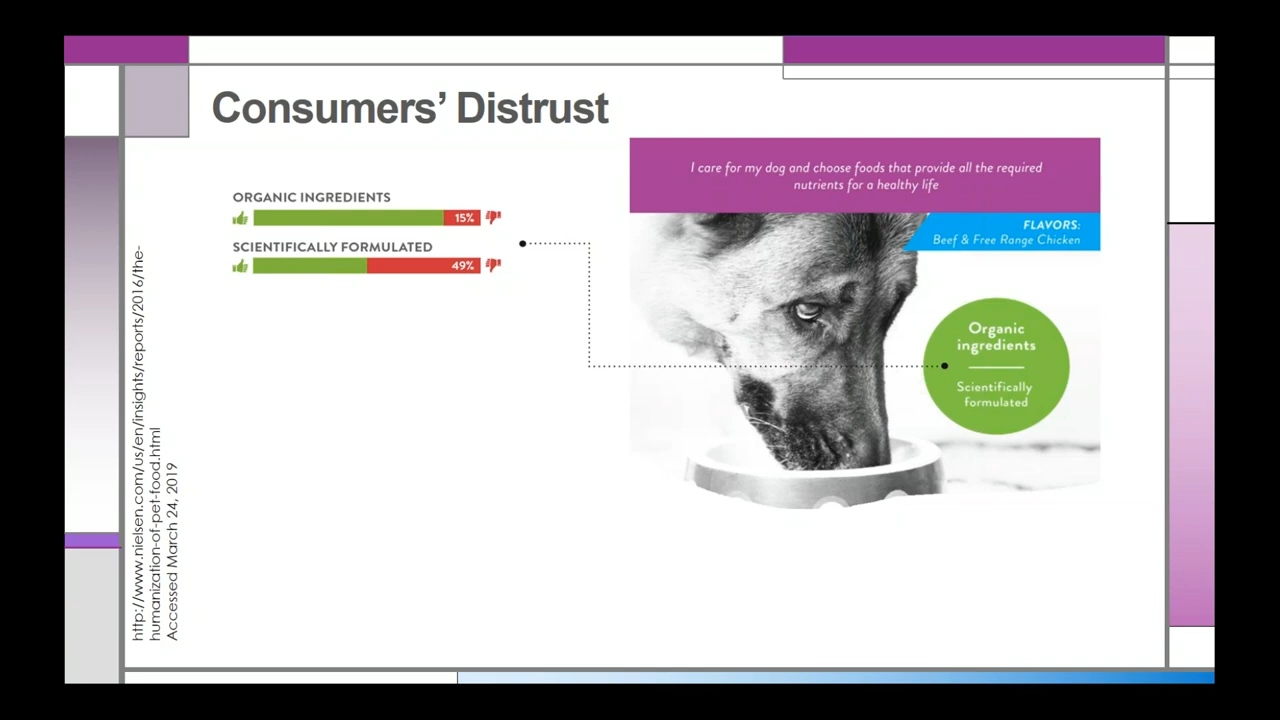 Consumers' Distrust
ORGANIC INGREDIENTS
15%
SCIENTIFICALLY FORMULATED
49%
I care for my dog and choose foods that provide all the required
nutrients for a healthy life
FLAVORS:
Beef & Free Range Chicken
Organic
ingredients
Scientifically
formulated
http://www.nielsen.com/us/en/insights/reports/2016/the-
humanization-of-pet-food.html
Accessed March 24, 2019